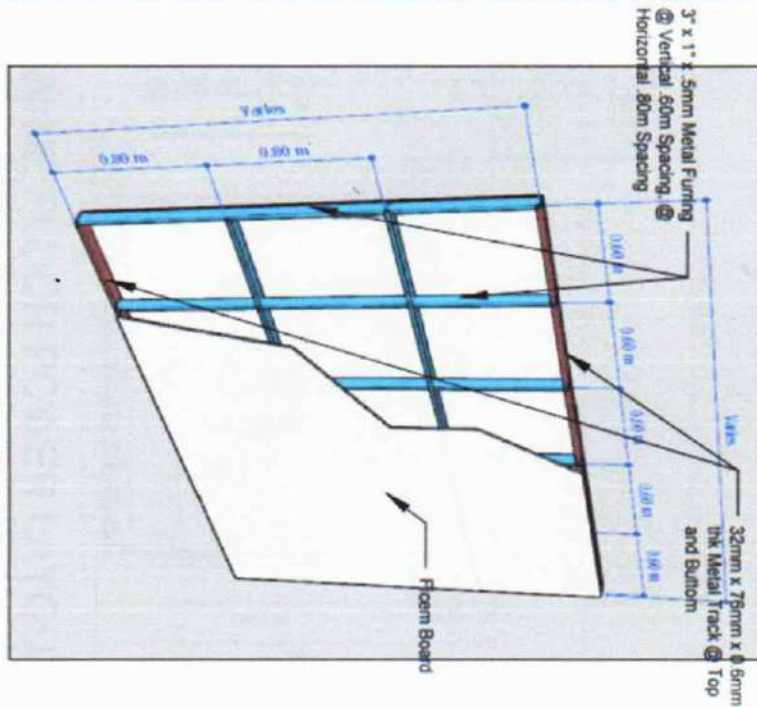 3" x 1" x .5mm Metal Furring
@ Vertical .60m Spacing, @
Horizontal .80m Spacing
32mm x 76mm x 0.6mm
thk Metal Track @ Top
and Buttom
Varies
0.80 m
0.80 m
0.60 m
0.60 m
0.60 m
0.60 m
0.60 m
Varies
Ficem Board